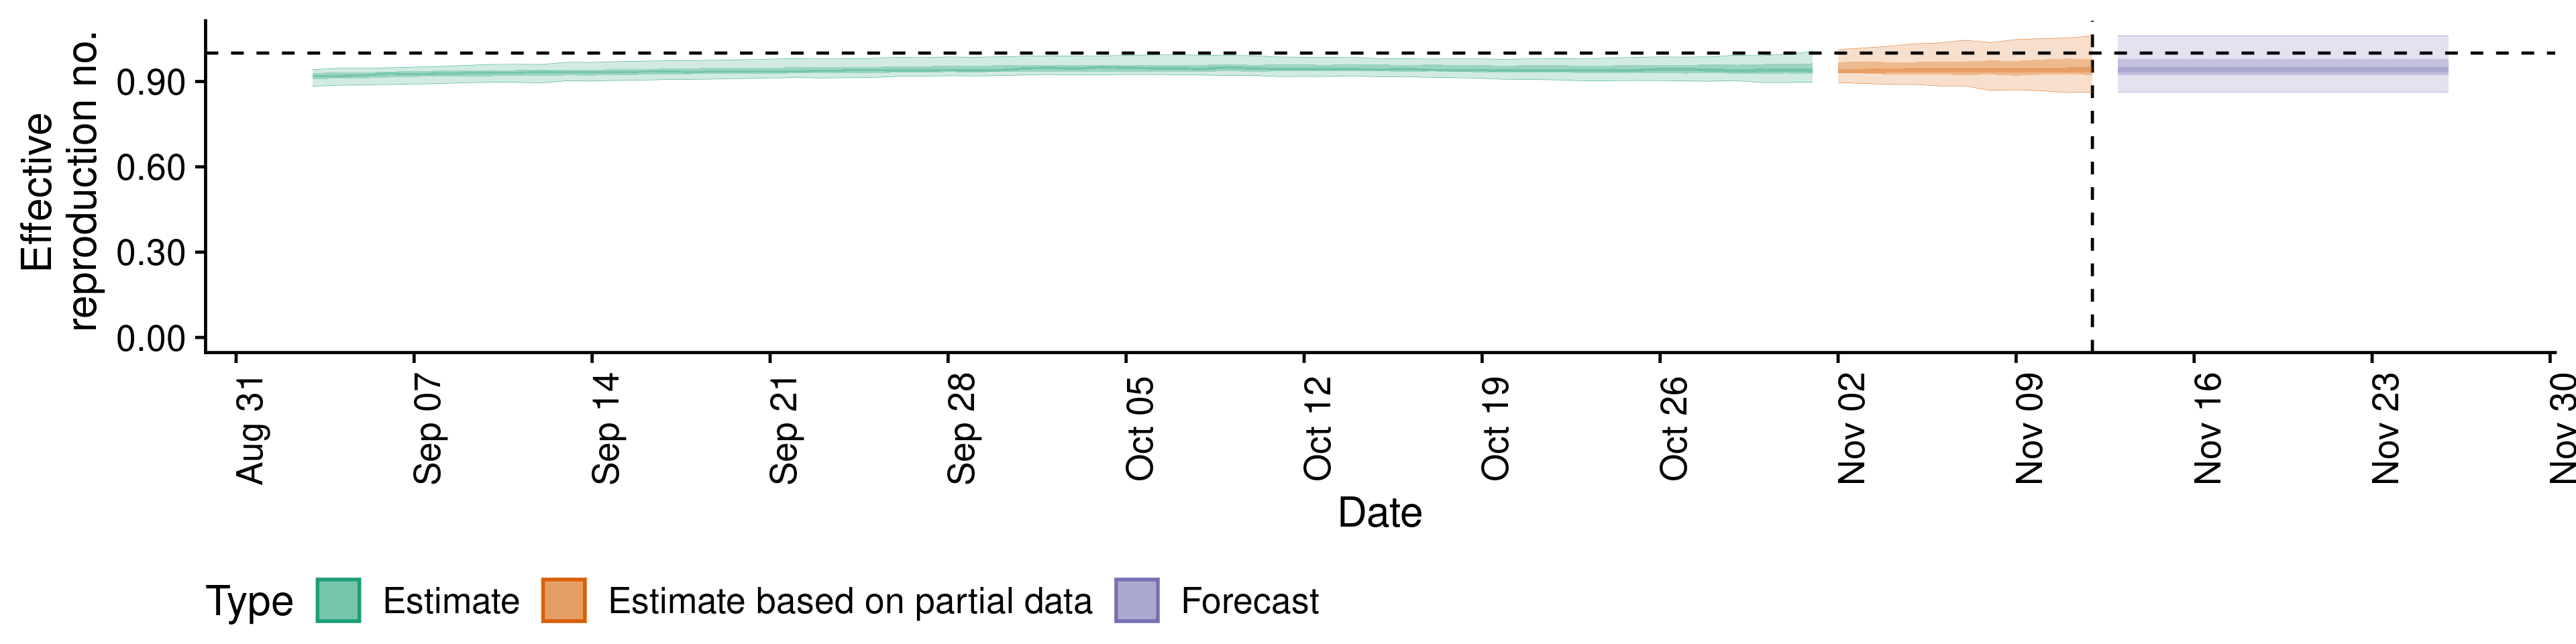 Effective
reproduction no.
0.90
0.60
0.30
0.00
Aug 31
Sep 07
Sep 14
Sep 21
Sep 28
Oct 05
Oct 12
Oct 19
Oct 26
Nov 02
Nov 09
Nov 16
Nov 23
Nov 30
Date
Type Estimate Estimate based on partial data Forecast